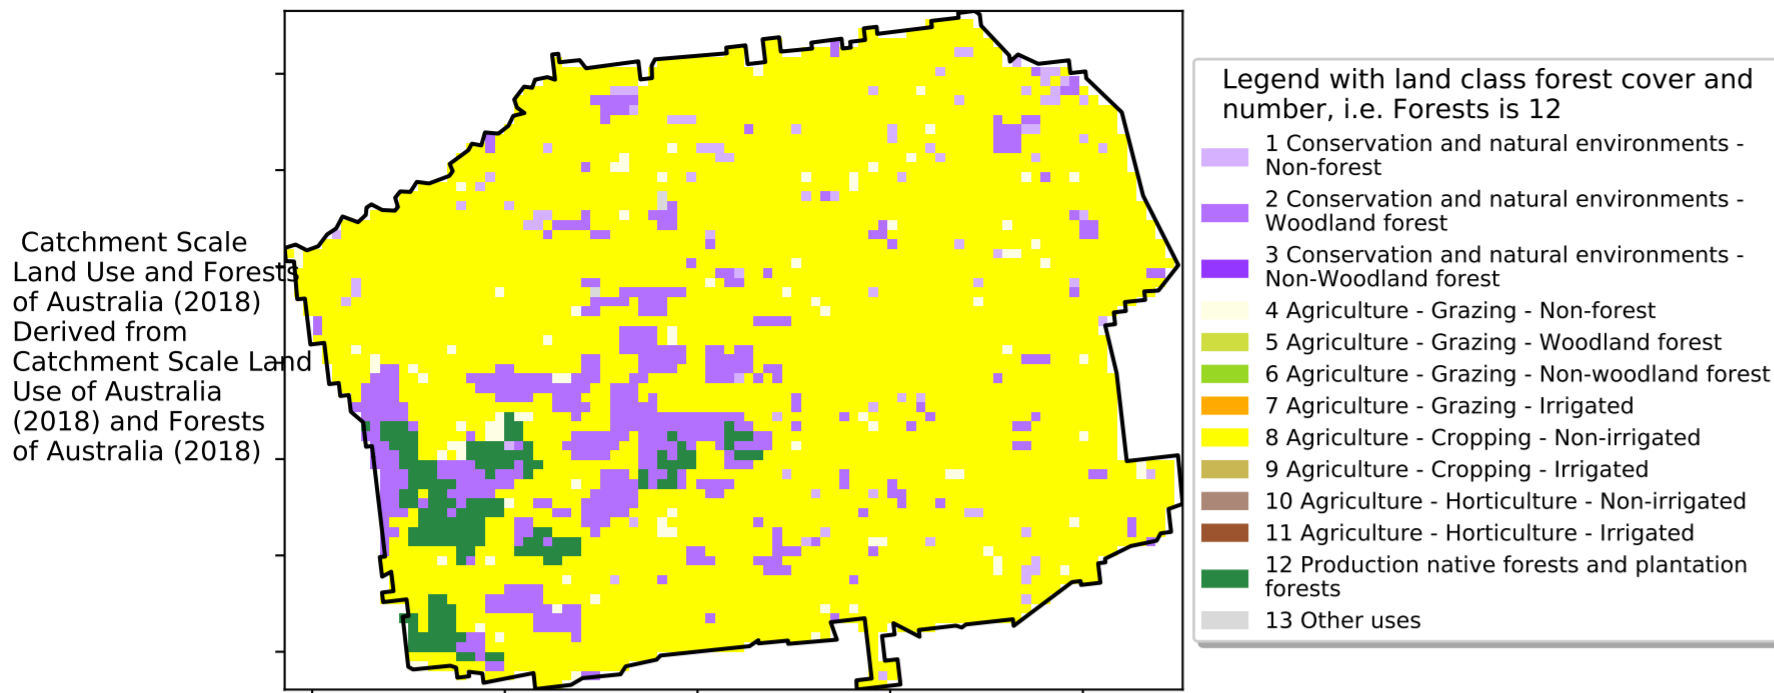 Catchment Scale
Land Use and Forests
of Australia (2018)
Derived from
Catchment Scale Land
Use of Australia
(2018) and Forests
of Australia (2018)
Legend with land class forest cover and
number, i.e. Forests is 12
1 Conservation and natural environments -
Non-forest
2 Conservation and natural environments -
Woodland forest
3 Conservation and natural environments -
Non-Woodland forest
4 Agriculture - Grazing - Non-forest
5 Agriculture - Grazing - Woodland forest
6 Agriculture - Grazing - Non-woodland forest
7 Agriculture - Grazing - Irrigated
8 Agriculture - Cropping - Non-irrigated
9 Agriculture - Cropping - Irrigated
10 Agriculture - Horticulture - Non-irrigated
11 Agriculture - Horticulture - Irrigated
12 Production native forests and plantation
forests
13 Other uses